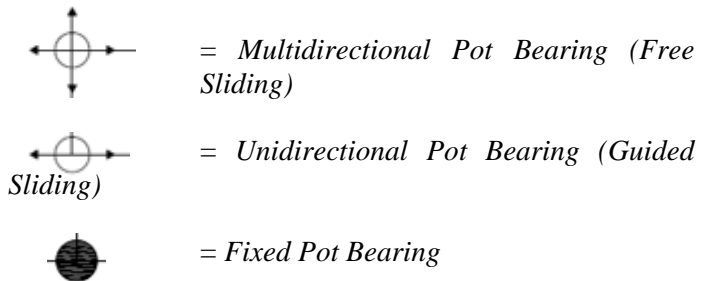 = Multidirectional Pot Bearing (Free
Sliding)
= Unidirectional Pot Bearing (Guided
Sliding)
= Fixed Pot Bearing